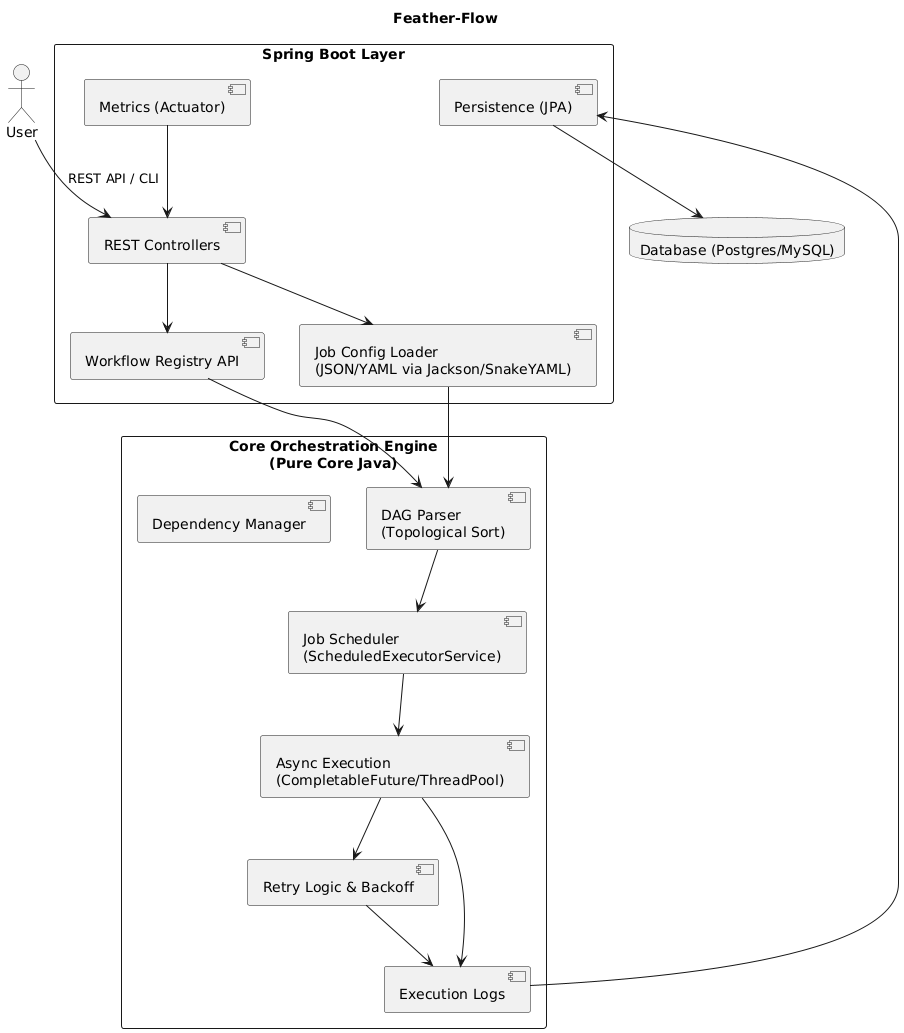 Feather-Flow
Spring Boot Layer
Metrics (Actuator)
Persistence (JPA)
User
REST API / CLI
REST Controllers
Database (Postgres/MySQL)
Workflow Registry API
Job Config Loader
(JSON/YAML via Jackson/SnakeYAML)
Core Orchestration Engine
(Pure Core Java)
Dependency Manager
DAG Parser
(Topological Sort)
Job Scheduler
(ScheduledExecutorService)
Async Execution
(CompletableFuture/ThreadPool)
Retry Logic & Backoff
Execution Logs